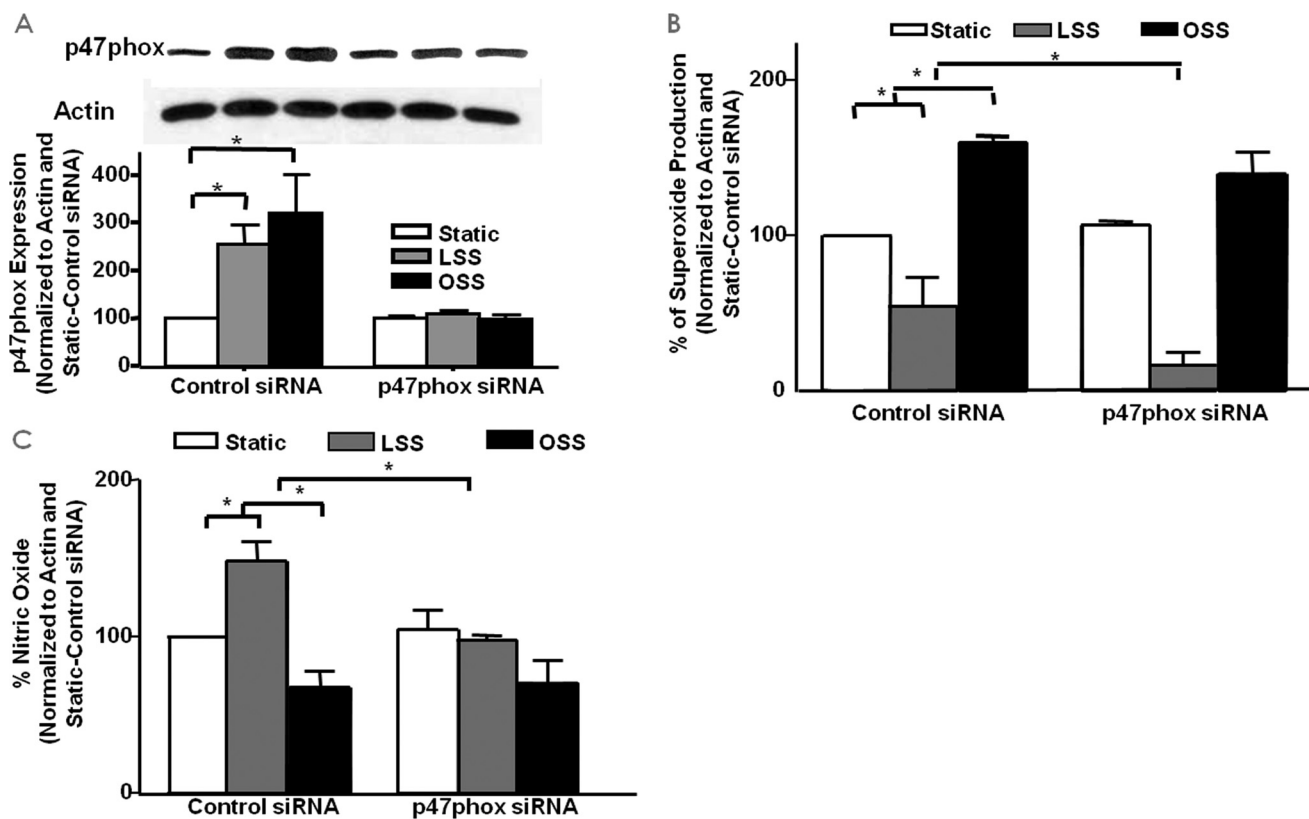 A
p47phox
Actin
*
*
p47phox Expression
(Normalized to Actin and
Static-Control siRNA)
400
300
200
100
0
Static
LSS
OSS
Control siRNA
p47phox siRNA
B
Static
LSS
OSS
*
*
*
% of Superoxide Production
(Normalized to Actin and
Static-Control siRNA)
200
100
0
Control siRNA
p47phox siRNA
C
Static
LSS
OSS
*
*
*
% Nitric Oxide
(Normalized to Actin and
Static-Control siRNA)
200
100
0
Control siRNA
p47phox siRNA